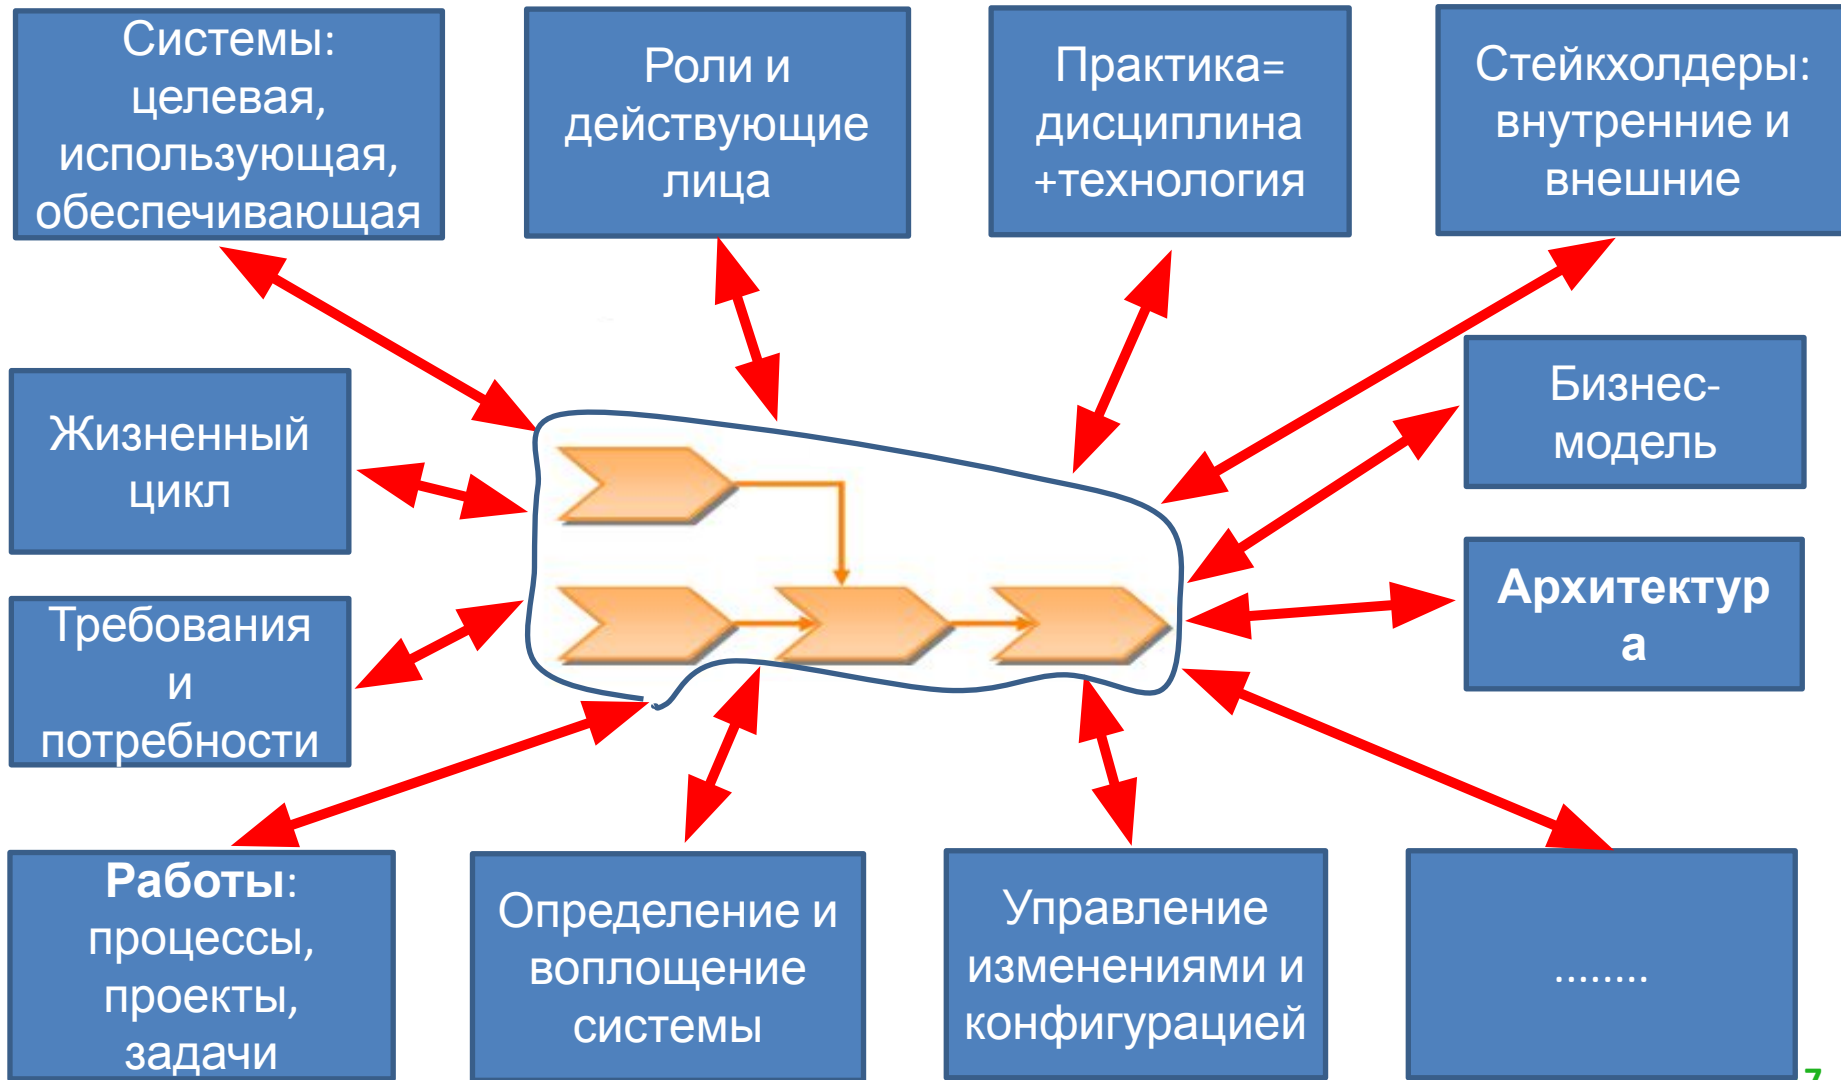 Системы:
целевая,
использующая,
обеспечивающая
Роли и
действующие
лица
Практика=
дисциплина
+технология
Стейкхолдеры:
внутренние и
внешние
Жизненный
цикл
Бизнес-
модель
Требования
и
потребности
Архитектур
а
Работы:
процессы,
проекты,
задачи
Определение и
воплощение
системы
Управление
изменениями и
конфигурацией
........
7